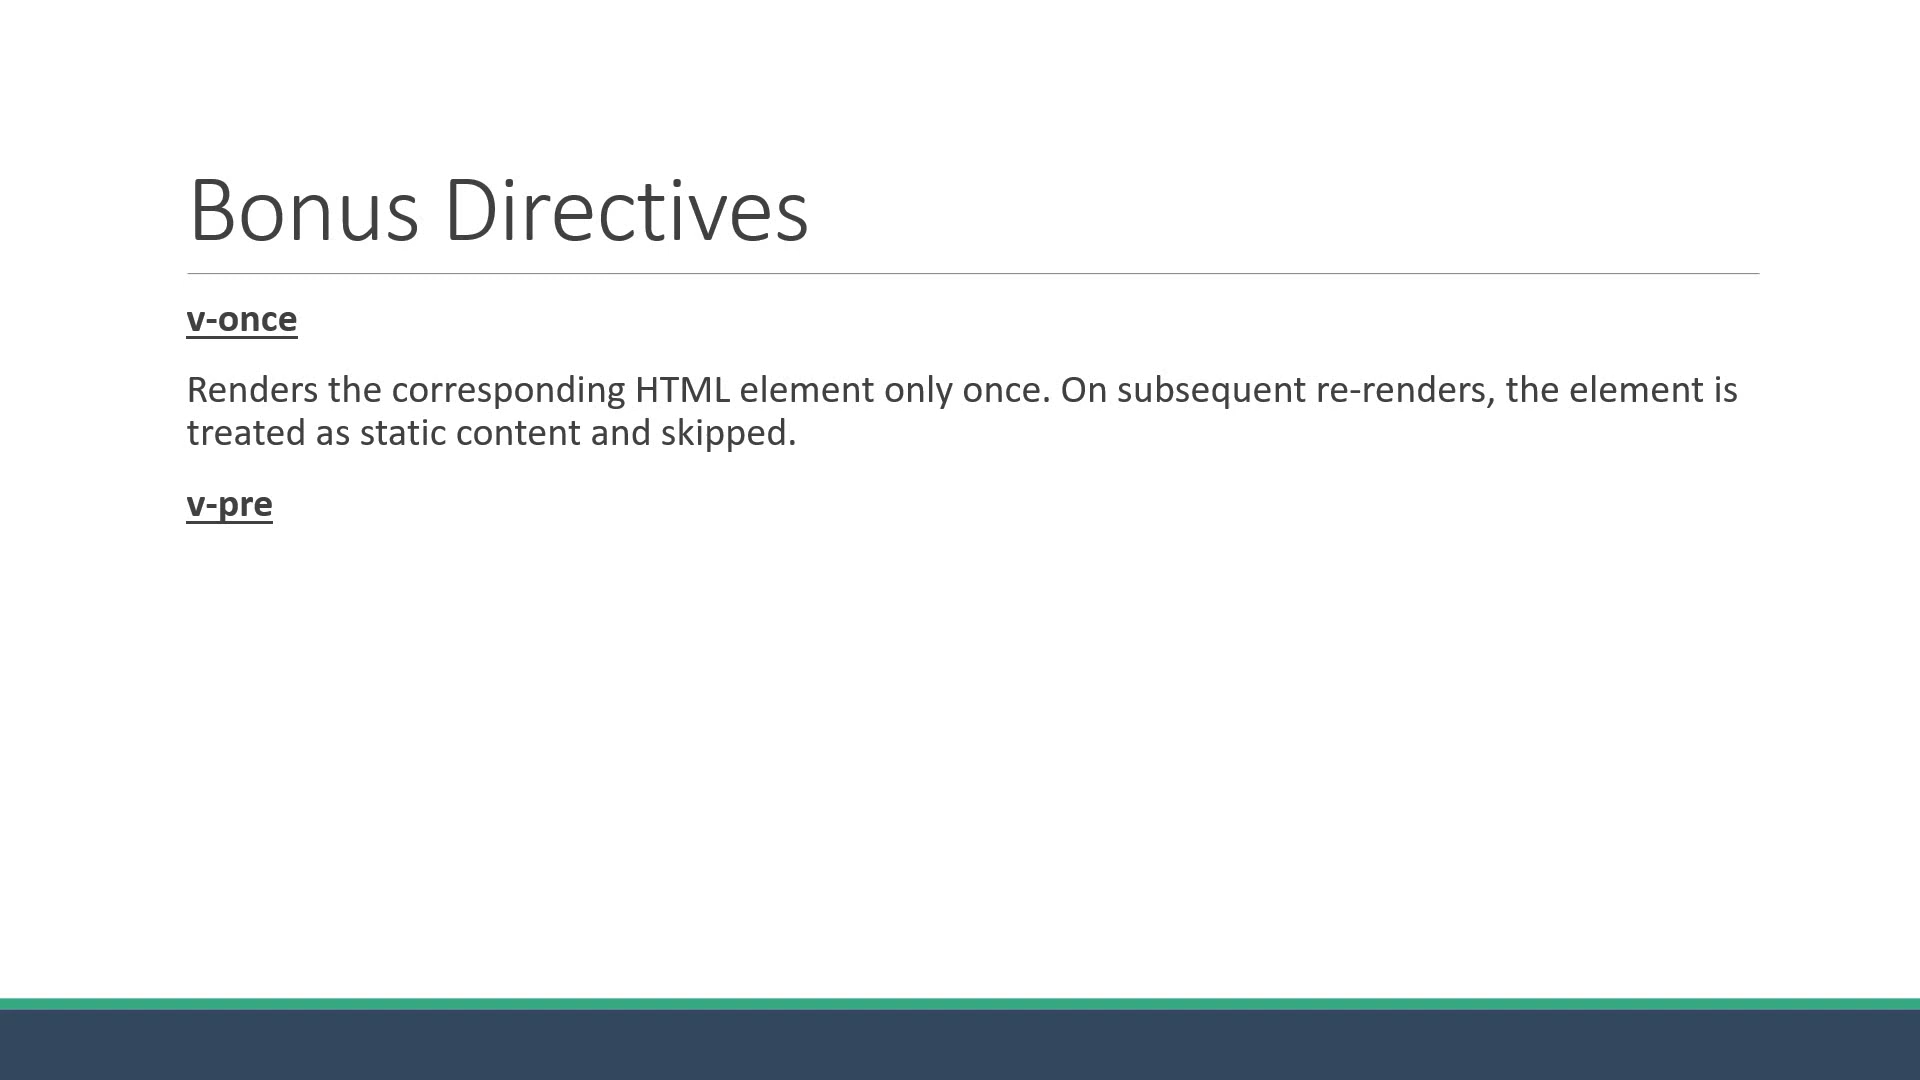 Bonus Directives
v-once
Renders the corresponding HTML element only once. On subsequent re-renders, the element is
treated as static content and skipped.
v-pre